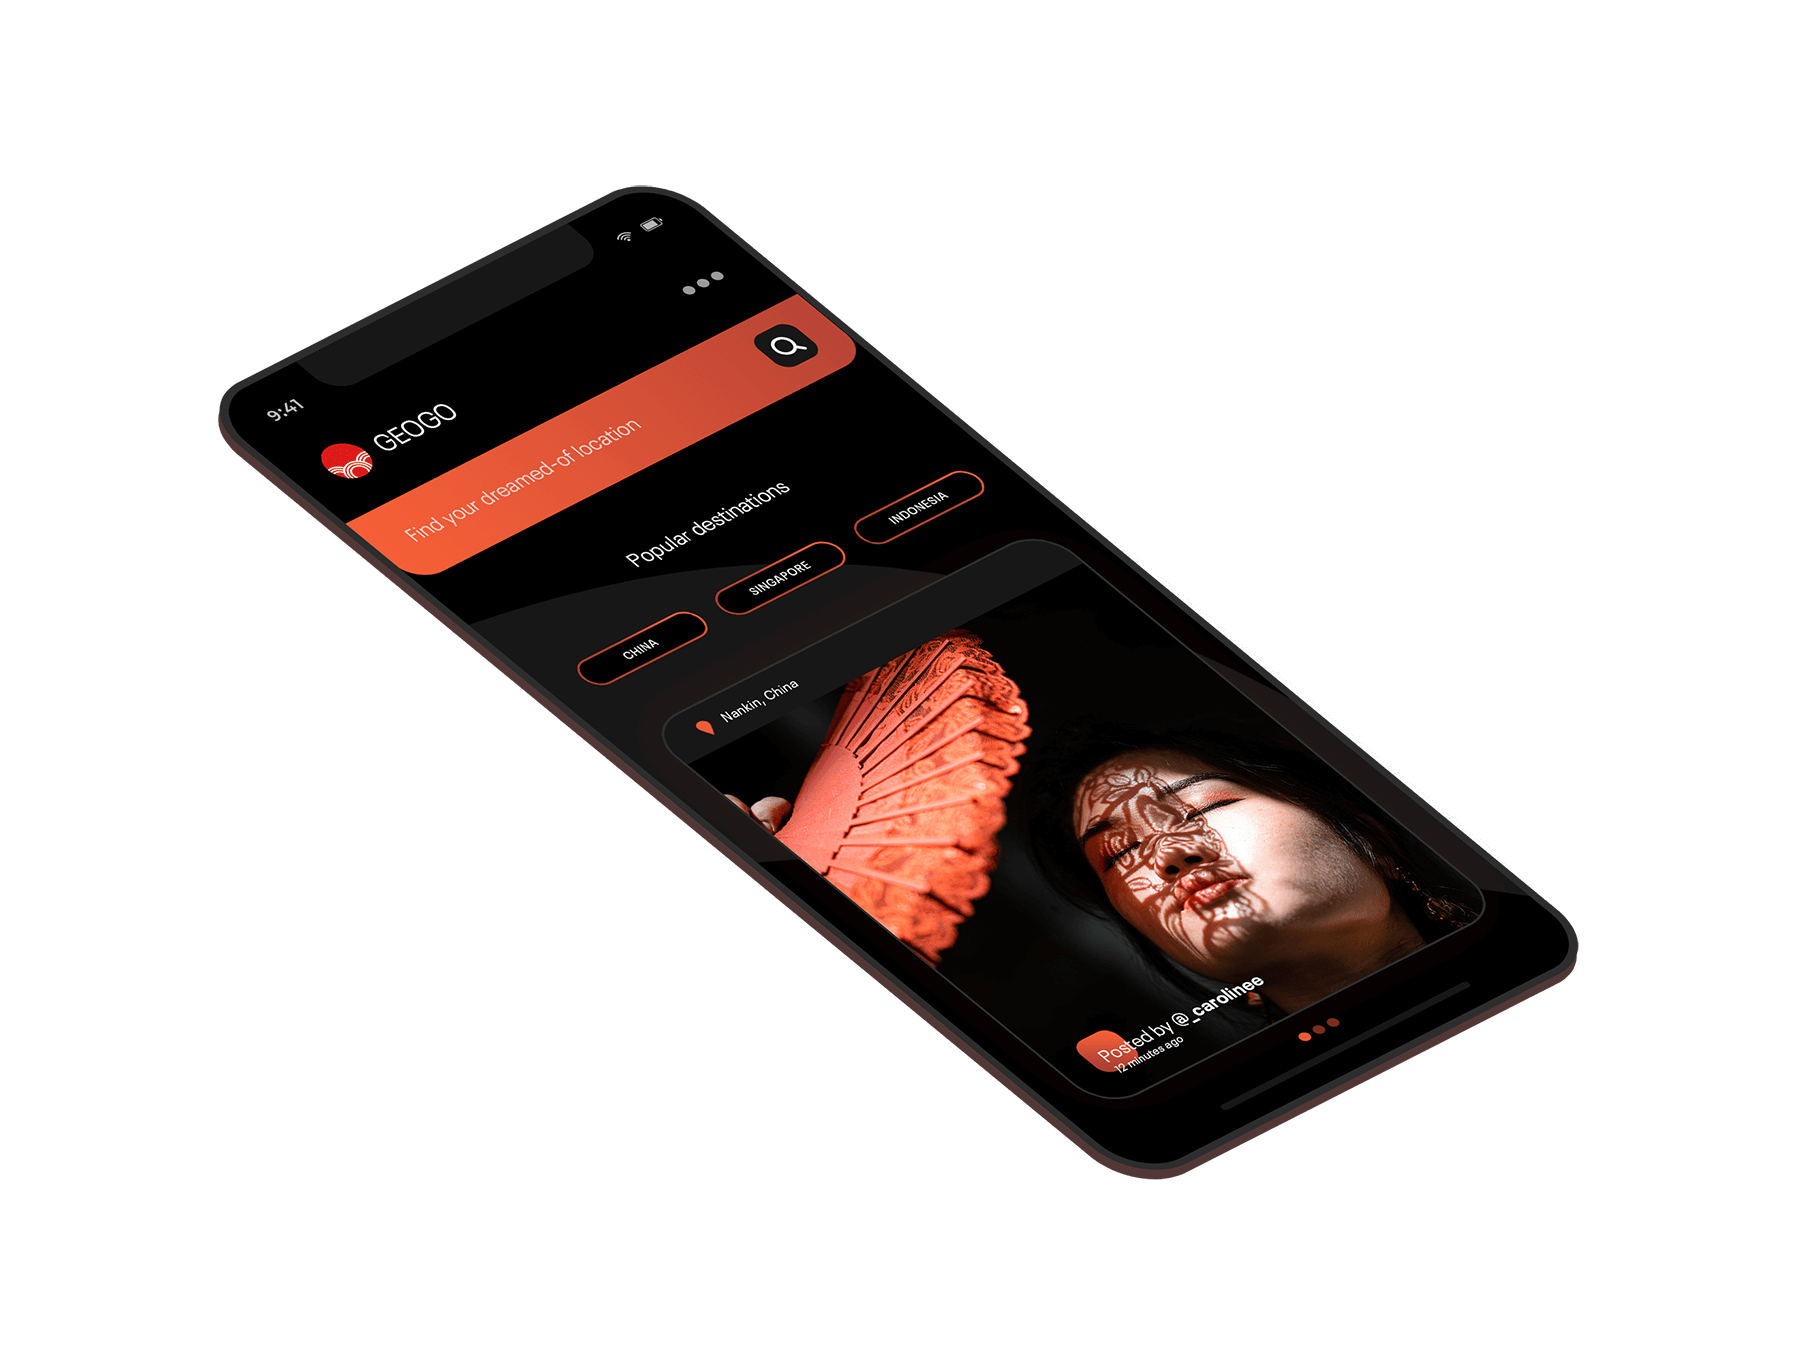 9:41
GEOGO
Find your dreamed-of location
Popular destinations
CHINA
SINGAPORE
INDONESIA
Nankin, China
Posted by @_carolinee
12 minutes ago